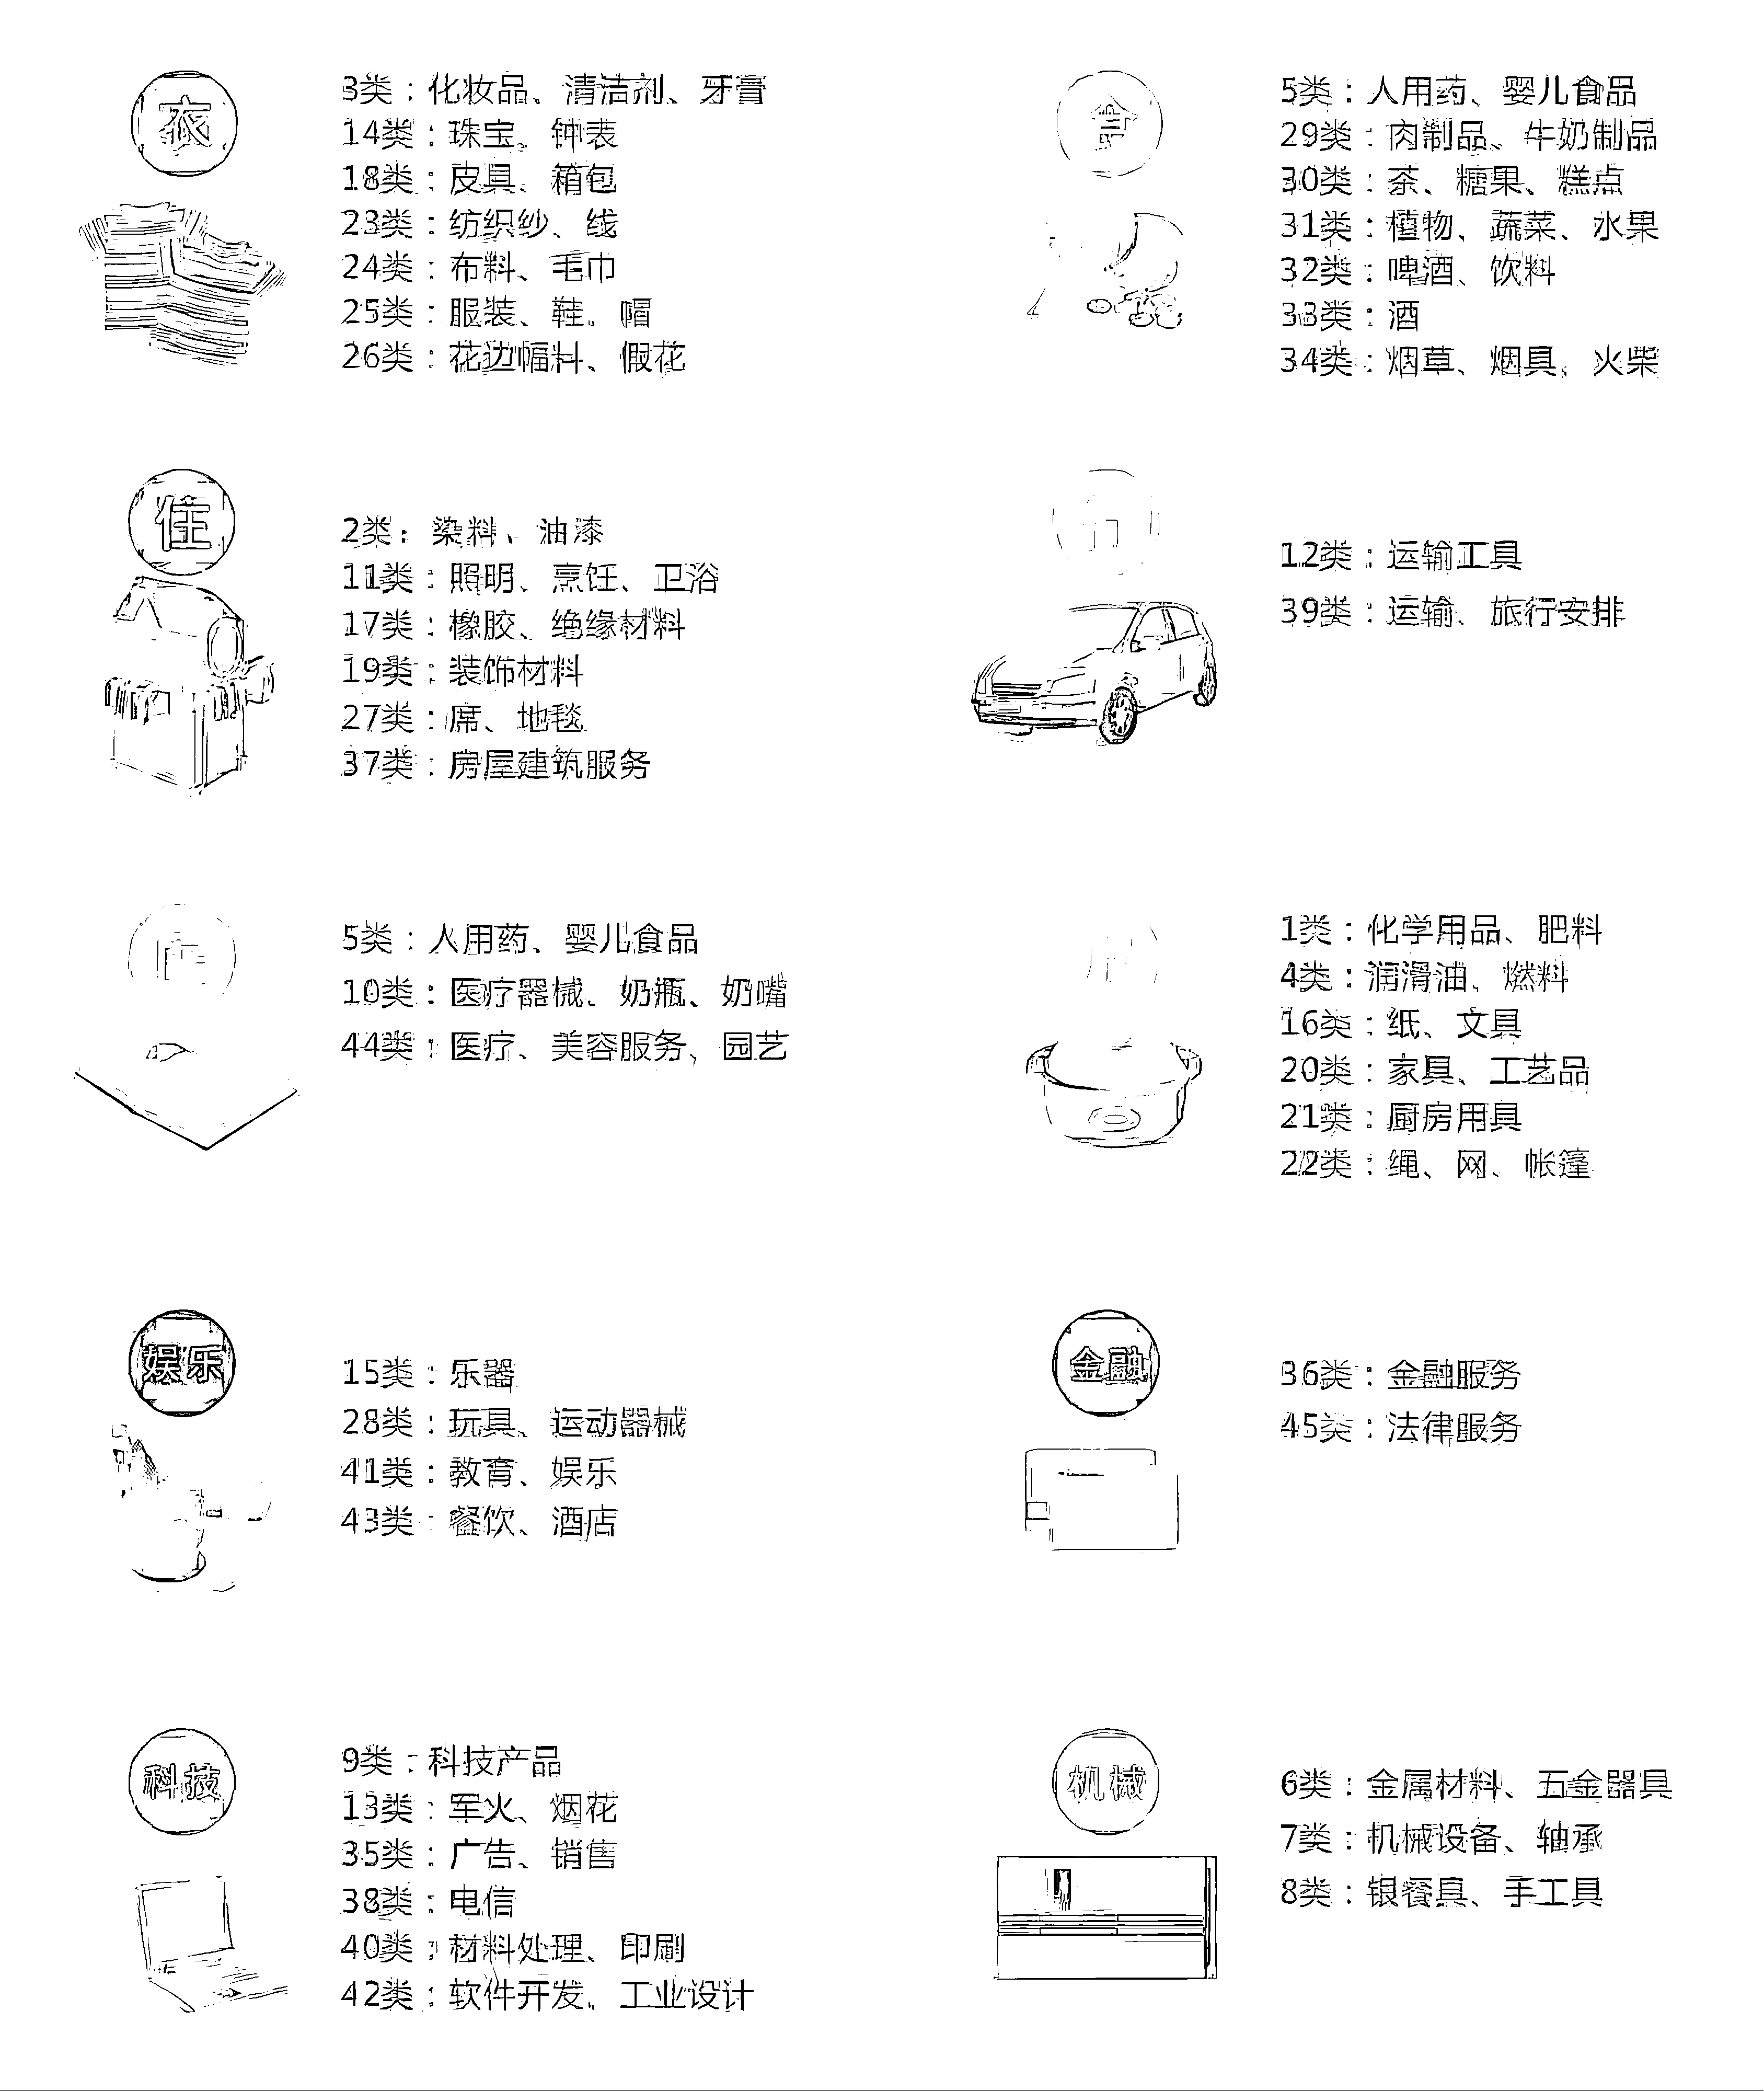 衣
3类：化妆品、清洁剂、牙膏
14类：珠宝、钟表
18类：皮具、箱包
23类：纺织纱、线
24类：布料、毛巾
25类：服装、鞋、帽
26类：花边幅料、假花
食
5类：人用药、婴儿食品
29类：肉制品、牛奶制品
30类：茶、糖果、糕点
31类：植物、蔬菜、水果
32类：啤酒、饮料
33类：酒
34类：烟草、烟具、火柴
住
2类：染料、油漆
11类：照明、烹饪、卫浴
17类：橡胶、绝缘材料
19类：装饰材料
27类：席、地毯
37类：房屋建筑服务
12类：运输工具
39类：运输、旅行安排
5类：人用药、婴儿食品
10类：医疗器械、奶瓶、奶嘴
44类：医疗、美容服务、园艺
1类：化学用品、肥料
4类：润滑油、燃料
16类：纸、文具
20类：家具、工艺品
21类：厨房用具
22类：绳、网、帐篷
娱乐
15类：乐器
28类：玩具、运动器械
41类：教育、娱乐
43类：餐饮、酒店
金融
36类：金融服务
45类：法律服务
科技
9类：科技产品
13类：军火、烟花
35类：广告、销售
38类：电信
40类：材料处理、印刷
42类：软件开发、工业设计
机械
6类：金属材料、五金器具
7类：机械设备、轴承
8类：银餐具、手工具